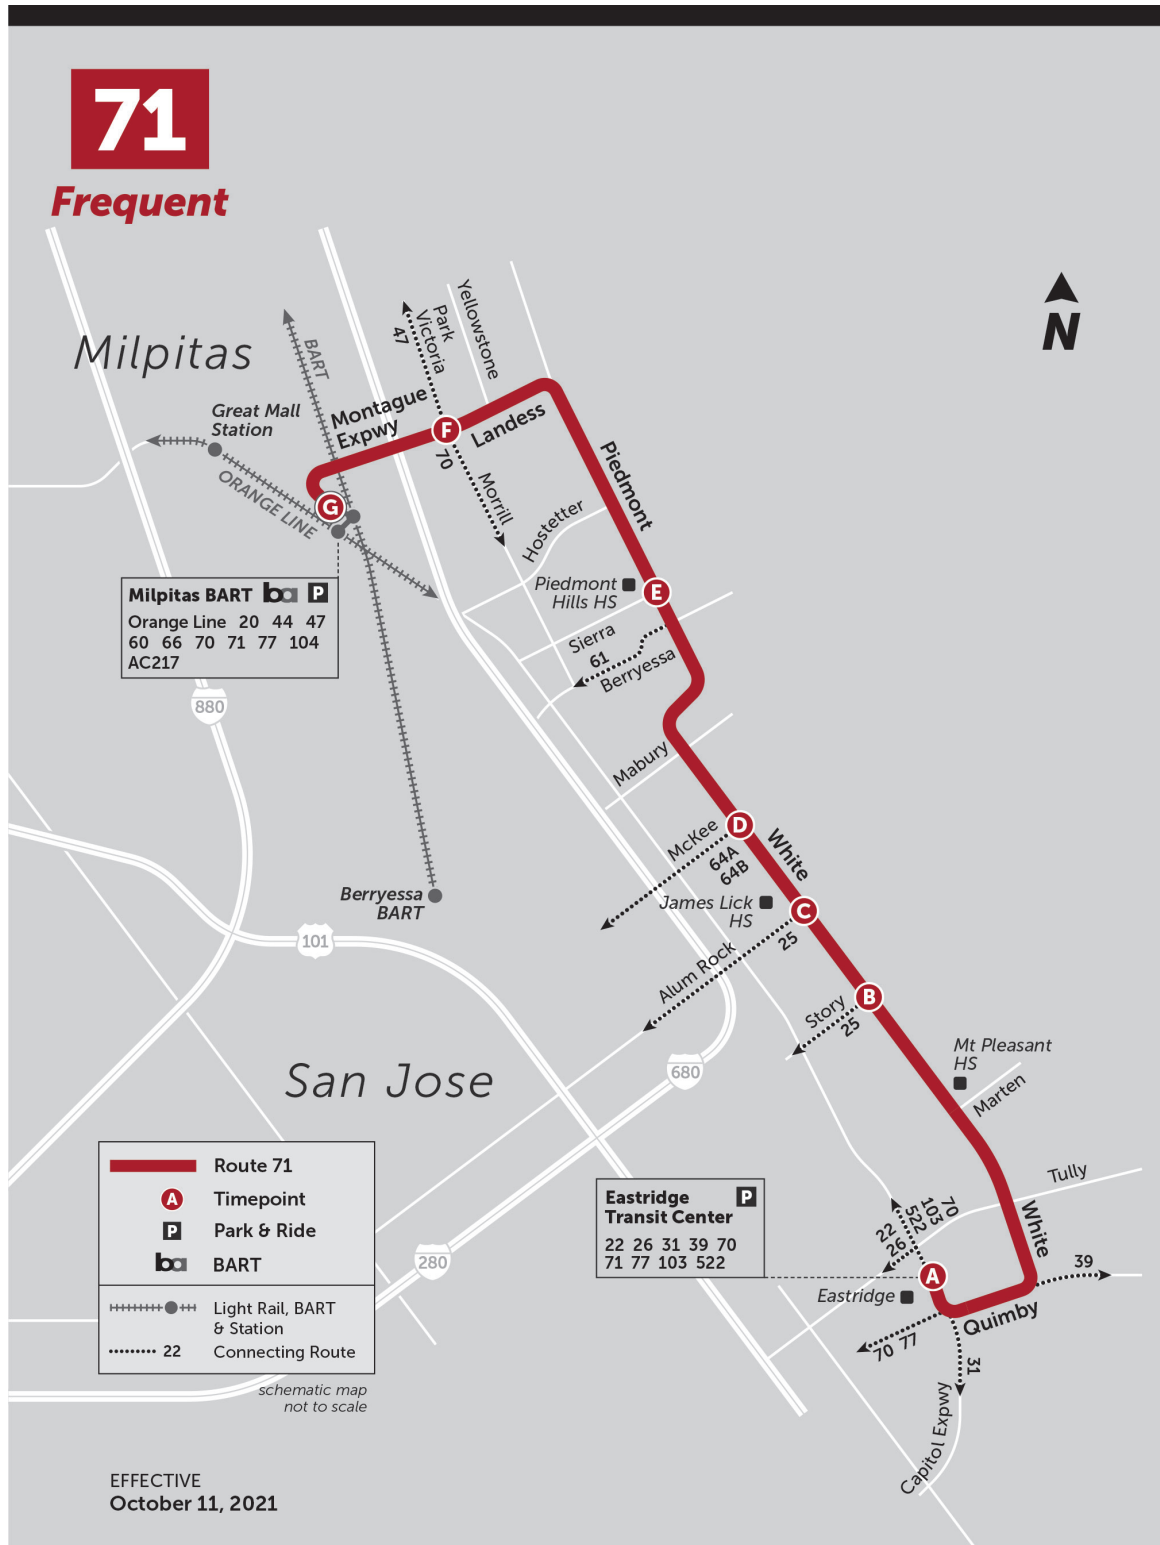 71
Frequent
N
Milpitas
BART
47
Park
Victoria
Yellowstone
Great Mall
Station
Montague
Expwy
F
Landess
70
Morrill
Piedmont
ORANGE LINE
G
Hostetter
Piedmont
Hills HS
E
Milpitas BART ba P
Orange Line 20 44 47
60 66 70 71 77 104
AC217
Sierra
61
Berryessa
880
Mabury
McKee
D
64A
64B
White
Berryessa
BART
James Lick
HS
C
25
101
Alum Rock
B
Story
25
Mt Pleasant
HS
Marten
680
San Jose
Route 71
A Timepoint
P Park & Ride
ba BART
Light Rail, BART
& Station
22 Connecting Route
schematic map
not to scale
280
Eastridge P
Transit Center
22 26 31 39 70
71 77 103 522
Tully
70
103
522
22
26
White
39
A
Eastridge
Quimby
70 77
31
Capitol Expwy
EFFECTIVE
October 11, 2021